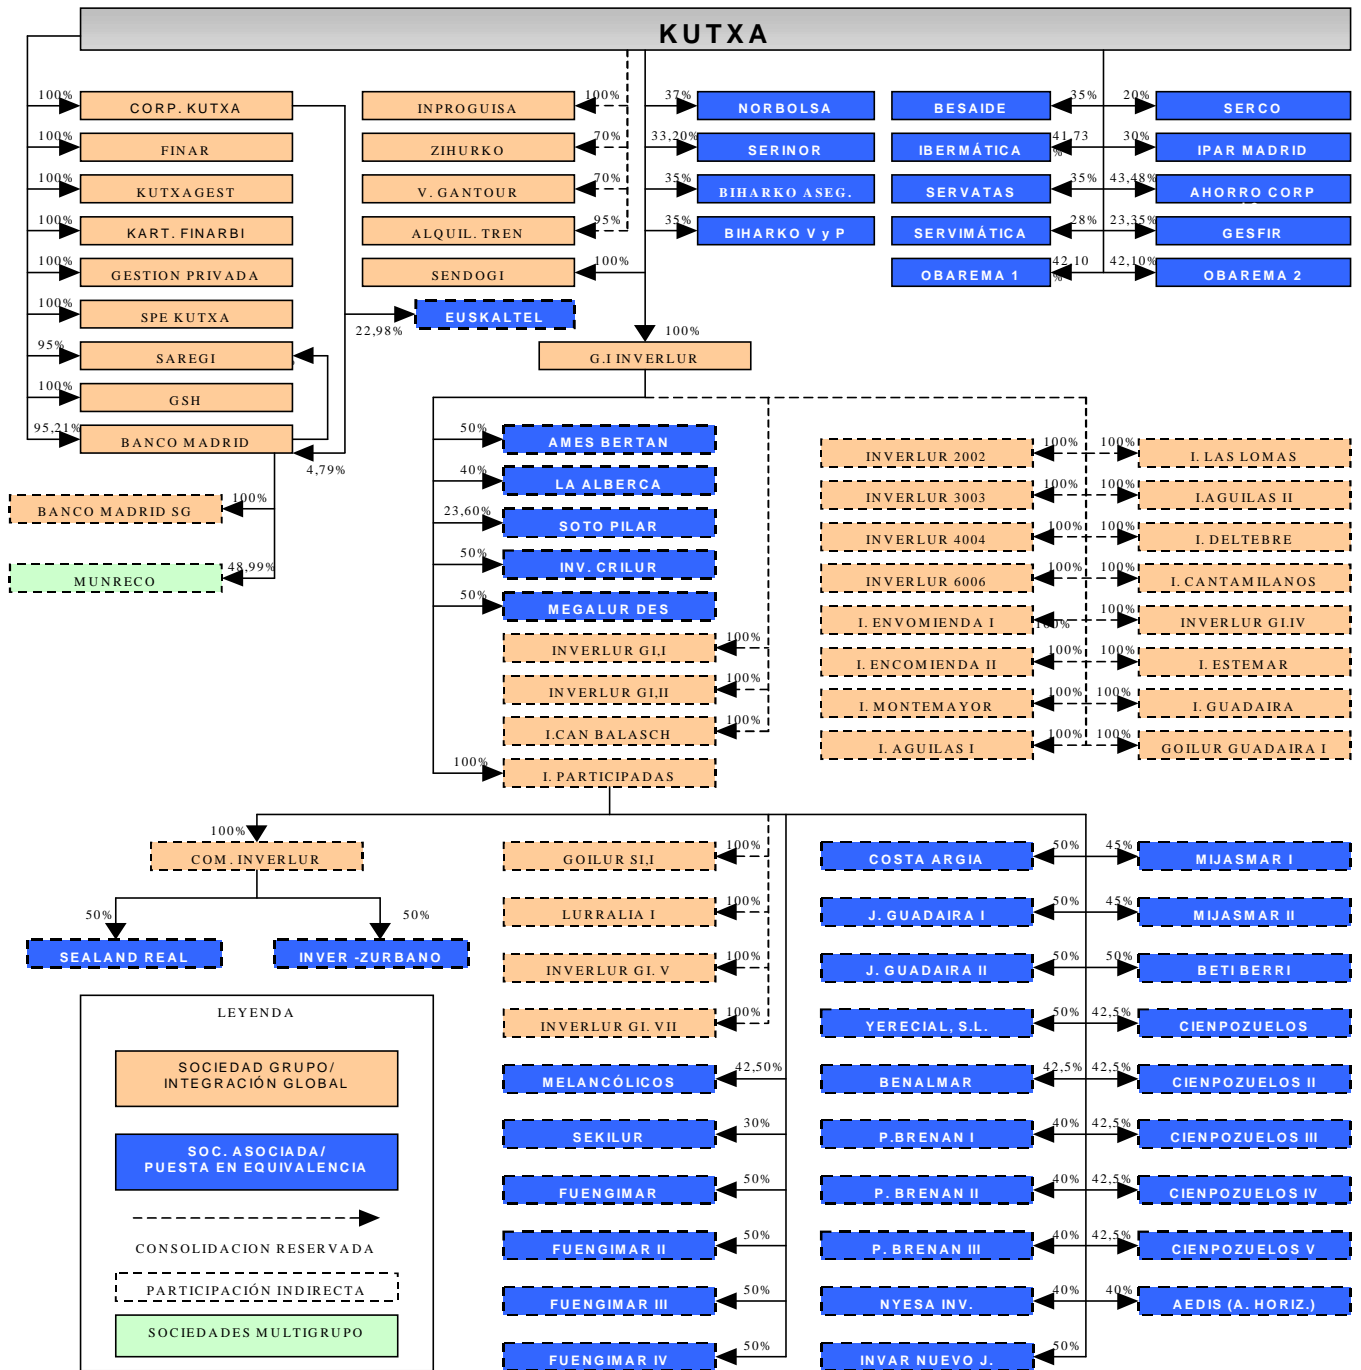 KUTXA
100%
CORP. KUTXA
100%
FINAR
100%
KUTXAGEST
100%
KART. FINARBI
100%
GESTION PRIVADA
100%
SPE KUTXA
95%
SAREGI
100%
GSH
95,21%
BANCO MADRID
4,79%
100%
BANCO MADRID SG
48,99%
MUNRECO
INPROGUISA
100%
ZIHURKO
70%
V. GANTOUR
70%
ALQUIL. TREN
95%
SENDOGI
100%
22,98%
EUSKALTEL
37%
NORBOLSA
33,20%
SERINOR
35%
BIHARKO ASEG.
35%
BIHARKO V y P
BESAIDE
35%
20%
SERCO
IBERMÁTICA
41,73
%
30%
IPAR MADRID
SERVATAS
35%
43,48%
AHORRO CORP
SERVIMÁTICA
28%
23,35%
GESFIR
OBAREMA 1
42,10
%
42,10%
OBAREMA 2
100%
G.I INVERLUR
50%
AMES BERTAN
40%
LA ALBERCA
23,60%
SOTO PILAR
50%
INV. CRILUR
50%
MEGALUR DES
INVERLUR GI,I
100%
INVERLUR GI,II
100%
I.CAN BALASCH
100%
100%
I. PARTICIPADAS
INVERLUR 2002
100%
100%
I. LAS LOMAS
INVERLUR 3003
100%
100%
I.AGUILAS II
INVERLUR 4004
100%
100%
I. DELTEBRE
INVERLUR 6006
100%
100%
I. CANTAMILANOS
I. ENVOMIENDA I
100%
100%
INVERLUR GI.IV
I. ENCOMIENDA II
100%
100%
I. ESTEMAR
I. MONTEMAYOR
100%
100%
I. GUADAIRA
I. AGUILAS I
100%
100%
GOILUR GUADAIRA I
100%
COM. INVERLUR
50%
SEALAND REAL
50%
INVER -ZURBANO
GOILUR SI,I
100%
LURRALIA I
100%
INVERLUR GI. V
100%
INVERLUR GI. VII
100%
MELANCÓLICOS
42,50%
SEKILUR
30%
FUENGIMAR
50%
FUENGIMAR II
50%
FUENGIMAR III
50%
FUENGIMAR IV
50%
COSTA ARGIA
50%
45%
MIJASMAR I
J. GUADAIRA I
50%
45%
MIJASMAR II
J. GUADAIRA II
50%
50%
BETI BERRI
YERECIAL, S.L.
50%
42,5%
CIENPOZUELOS
BENALMAR
42,5%
42,5%
CIENPOZUELOS II
P.BRENAN I
40%
42,5%
CIENPOZUELOS III
P. BRENAN II
40%
42,5%
CIENPOZUELOS IV
P. BRENAN III
40%
42,5%
CIENPOZUELOS V
NYESA INV.
40%
40%
AEDIS (A. HORIZ.)
INVAR NUEVO J.
50%
LEYENDA
SOCIEDAD GRUPO/
INTEGRACIÓN GLOBAL
SOC. ASOCIADA/
PUESTA EN EQUIVALENCIA
CONSOLIDACION RESERVADA
PARTICIPACIÓN INDIRECTA
SOCIEDADES MULTIGRUPO